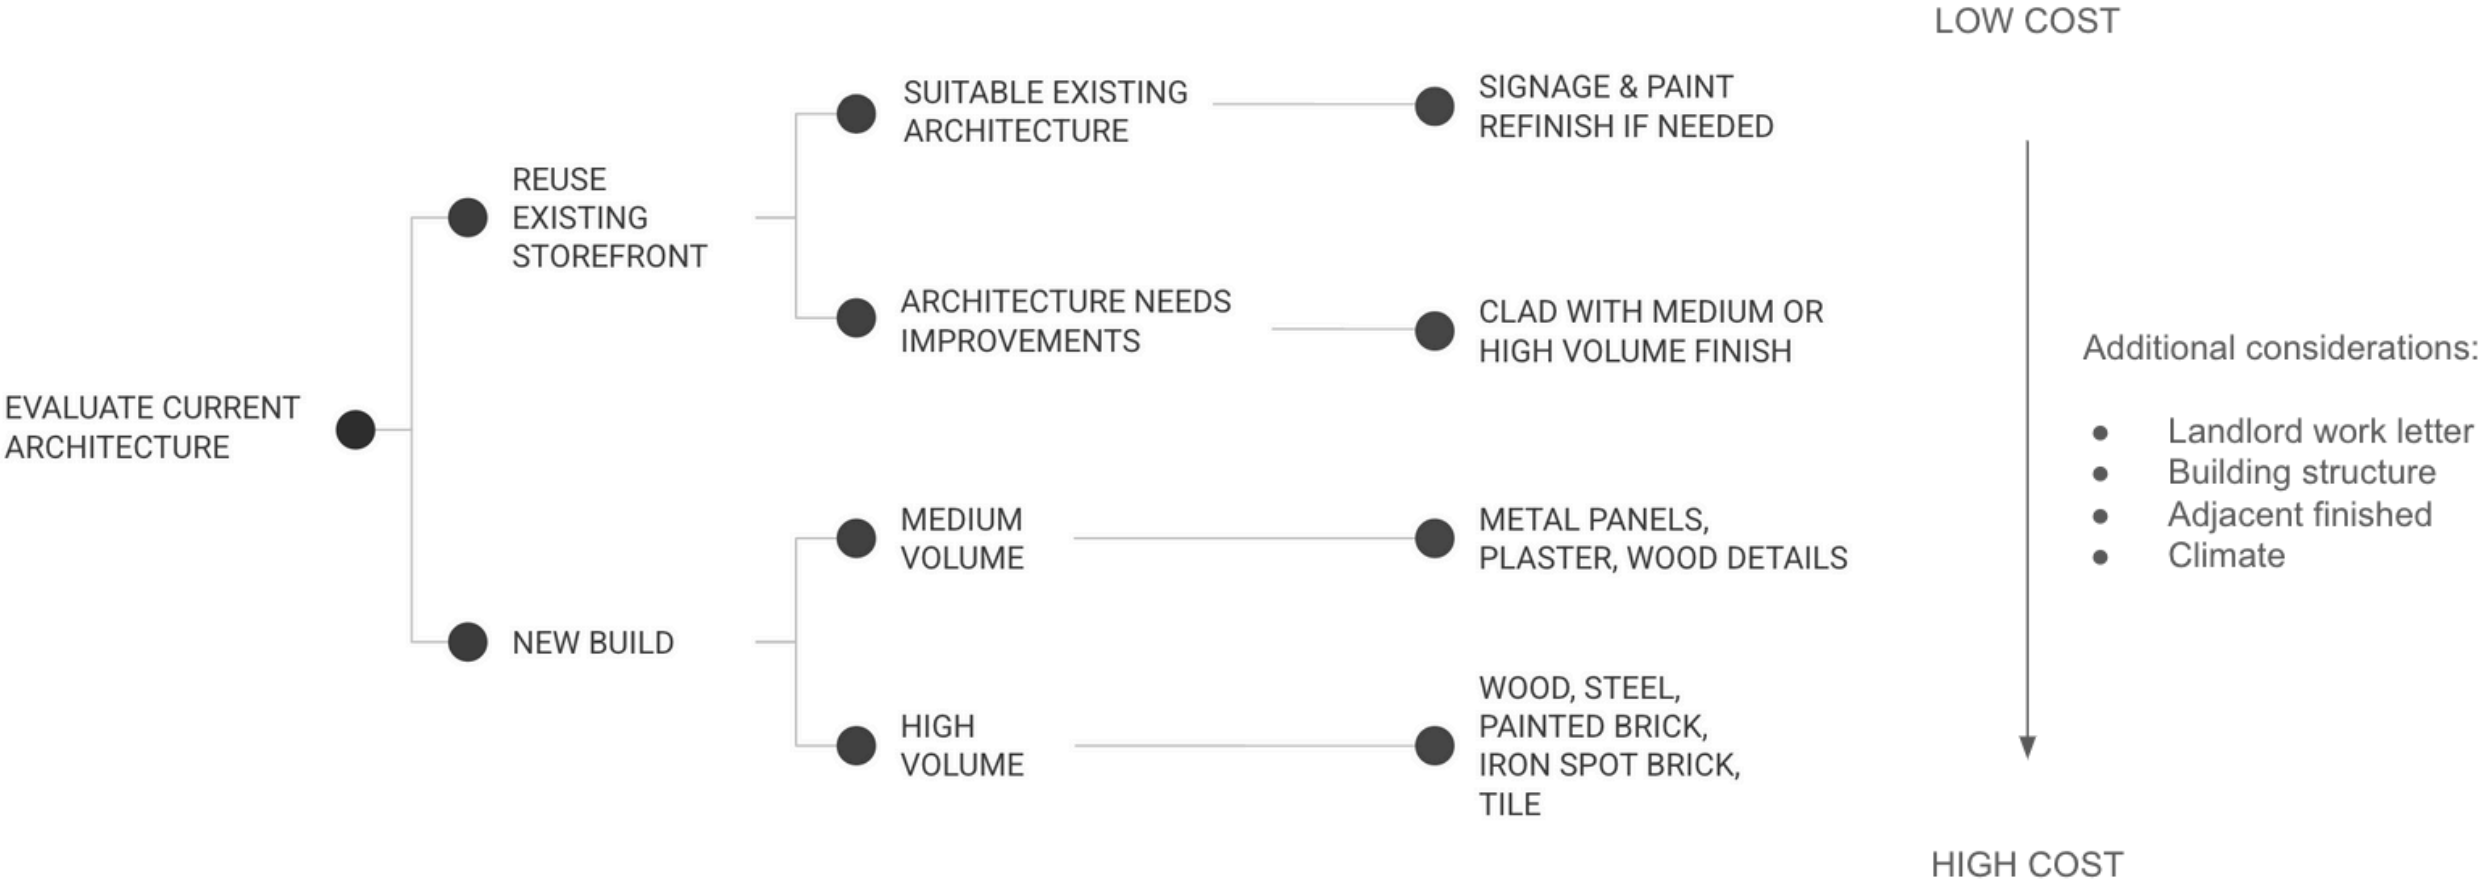 LOW COST
SUITABLE EXISTING
ARCHITECTURE
SIGNAGE & PAINT
REFINISH IF NEEDED
REUSE
EXISTING
STOREFRONT
ARCHITECTURE NEEDS
IMPROVEMENTS
CLAD WITH MEDIUM OR
HIGH VOLUME FINISH
EVALUATE CURRENT
ARCHITECTURE
MEDIUM
VOLUME
METAL PANELS,
PLASTER, WOOD DETAILS
NEW BUILD
HIGH
VOLUME
WOOD, STEEL,
PAINTED BRICK,
IRON SPOT BRICK,
TILE
Additional considerations:
● Landlord work letter
● Building structure
● Adjacent finished
● Climate
HIGH COST